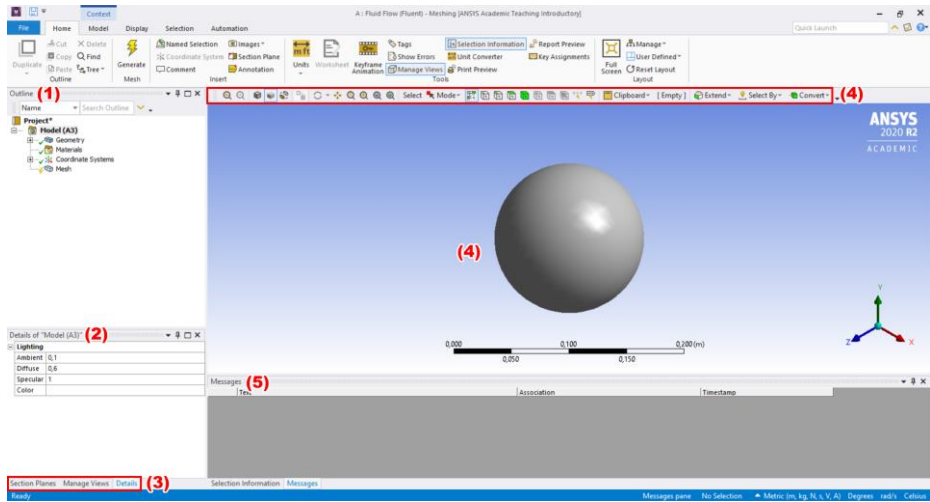 Context
A : Fluid Flow (Fluent) - Meshing [ANSYS Academic Teaching Introductory]
File Home Model Display Selection Automation
Quick Launch
Duplicate
Cut Delete
Copy Find
Paste Tree
Outline
Generate
Mesh
Named Selection Images
Coordinate System Section Plane
Comment Annotation
Insert
Units Worksheet Keyframe Animation
Tags Selection Information Report Preview
Show Errors Unit Converter Key Assignments
Manage Views Print Preview
Tools
Full Screen
Manage
User Defined
Reset Layout
Layout
Outline (1)
Name Search Outline
Project*
Model (A3)
Geometry
Materials
Coordinate Systems
Mesh
Select Mode Clipboard [ Empty ] Extend Select By Convert (4)
ANSYS
2020 R2
ACADEMIC
(4)
0,000 0,100 0,200 (m)
0,050 0,150
Y
Z X
Details of "Model (A3)" (2)
Lighting
Ambient 0,1
Diffuse 0,6
Specular 1
Color
Messages (5)
Text Association Timestamp
Section Planes Manage Views Details (3)
Selection Information Messages
Ready Messages pane No Selection Metric (m, kg, N, s, V, A) Degrees rad/s Celsius